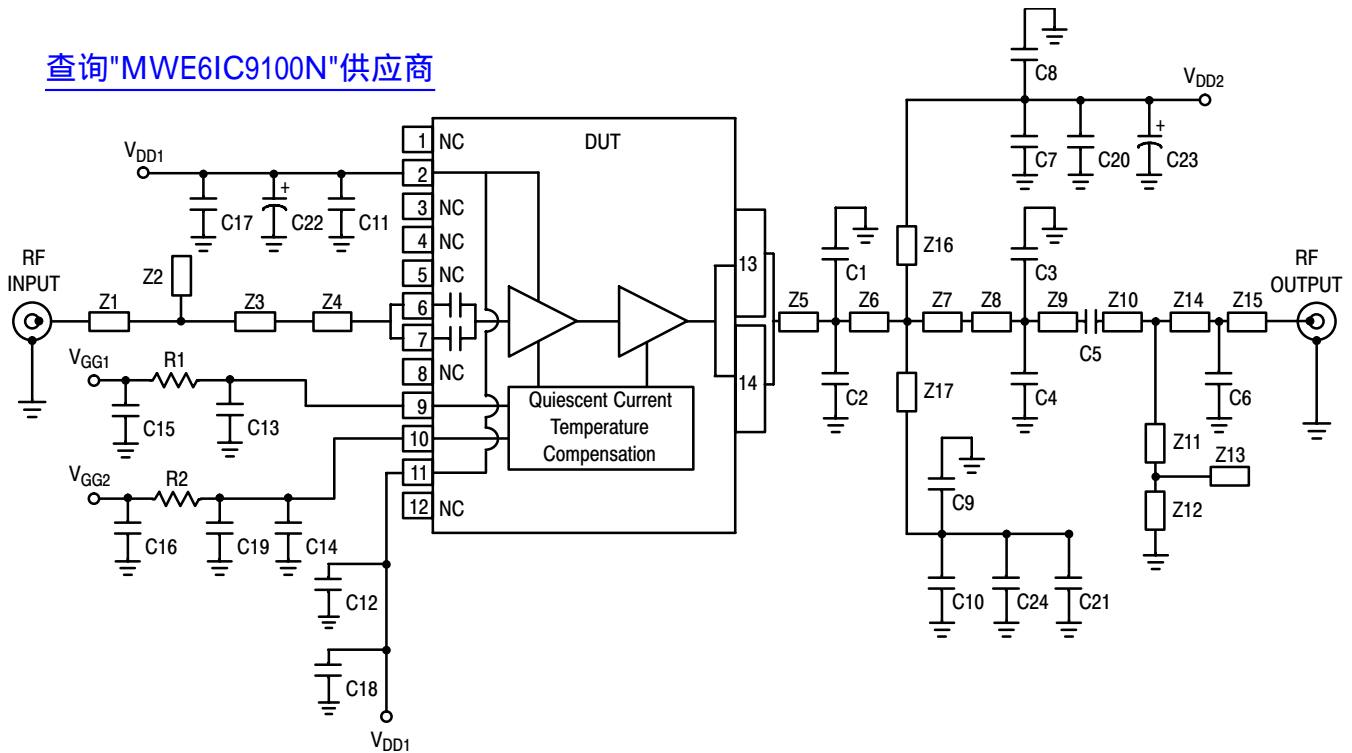 查询"MWE6IC9100N"供应商
C8
VDD2
C7
C20
+
C23
VDD1
C17
+
C22
C11
1
NC
2
3
NC
4
NC
5
NC
6
7
8
NC
9
10
11
12
NC
DUT
Quiescent Current
Temperature
Compensation
13
14
RF
INPUT
Z1
Z2
Z3
Z4
VGG1
R1
C15
C13
VGG2
R2
C16
C19
C14
C12
C18
VDD1
Z5
C1
C2
Z6
Z16
Z17
Z7
Z8
C3
C4
Z9
C5
Z10
Z14
Z15
C6
RF
OUTPUT
Z11
Z13
Z12
C9
C10
C24
C21